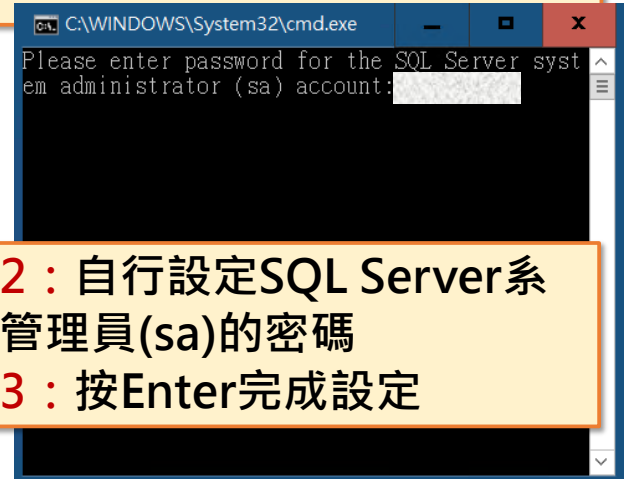 C:\WINDOWS\System32\cmd.exe
Please enter password for the SQL Server syst
em administrator (sa) account:
2：自行設定SQL Server系
管理員(sa)的密碼
3：按Enter完成設定